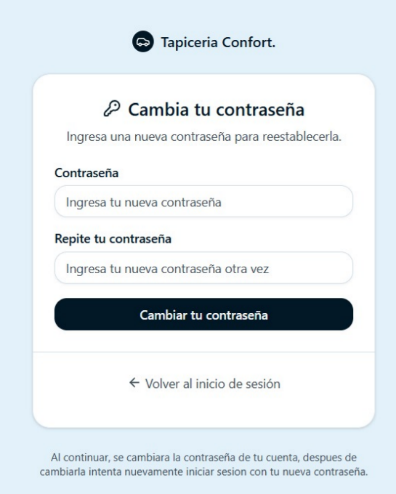 Tapiceria Confort.
Cambia tu contraseña
Ingresa una nueva contraseña para reestablecerla.
Contraseña
Ingresa tu nueva contraseña
Repite tu contraseña
Ingresa tu nueva contraseña otra vez
Cambiar tu contraseña
← Volver al inicio de sesión
Al continuar, se cambiara la contraseña de tu cuenta, despues de
cambiarla intenta nuevamente iniciar sesion con tu nueva contraseña.